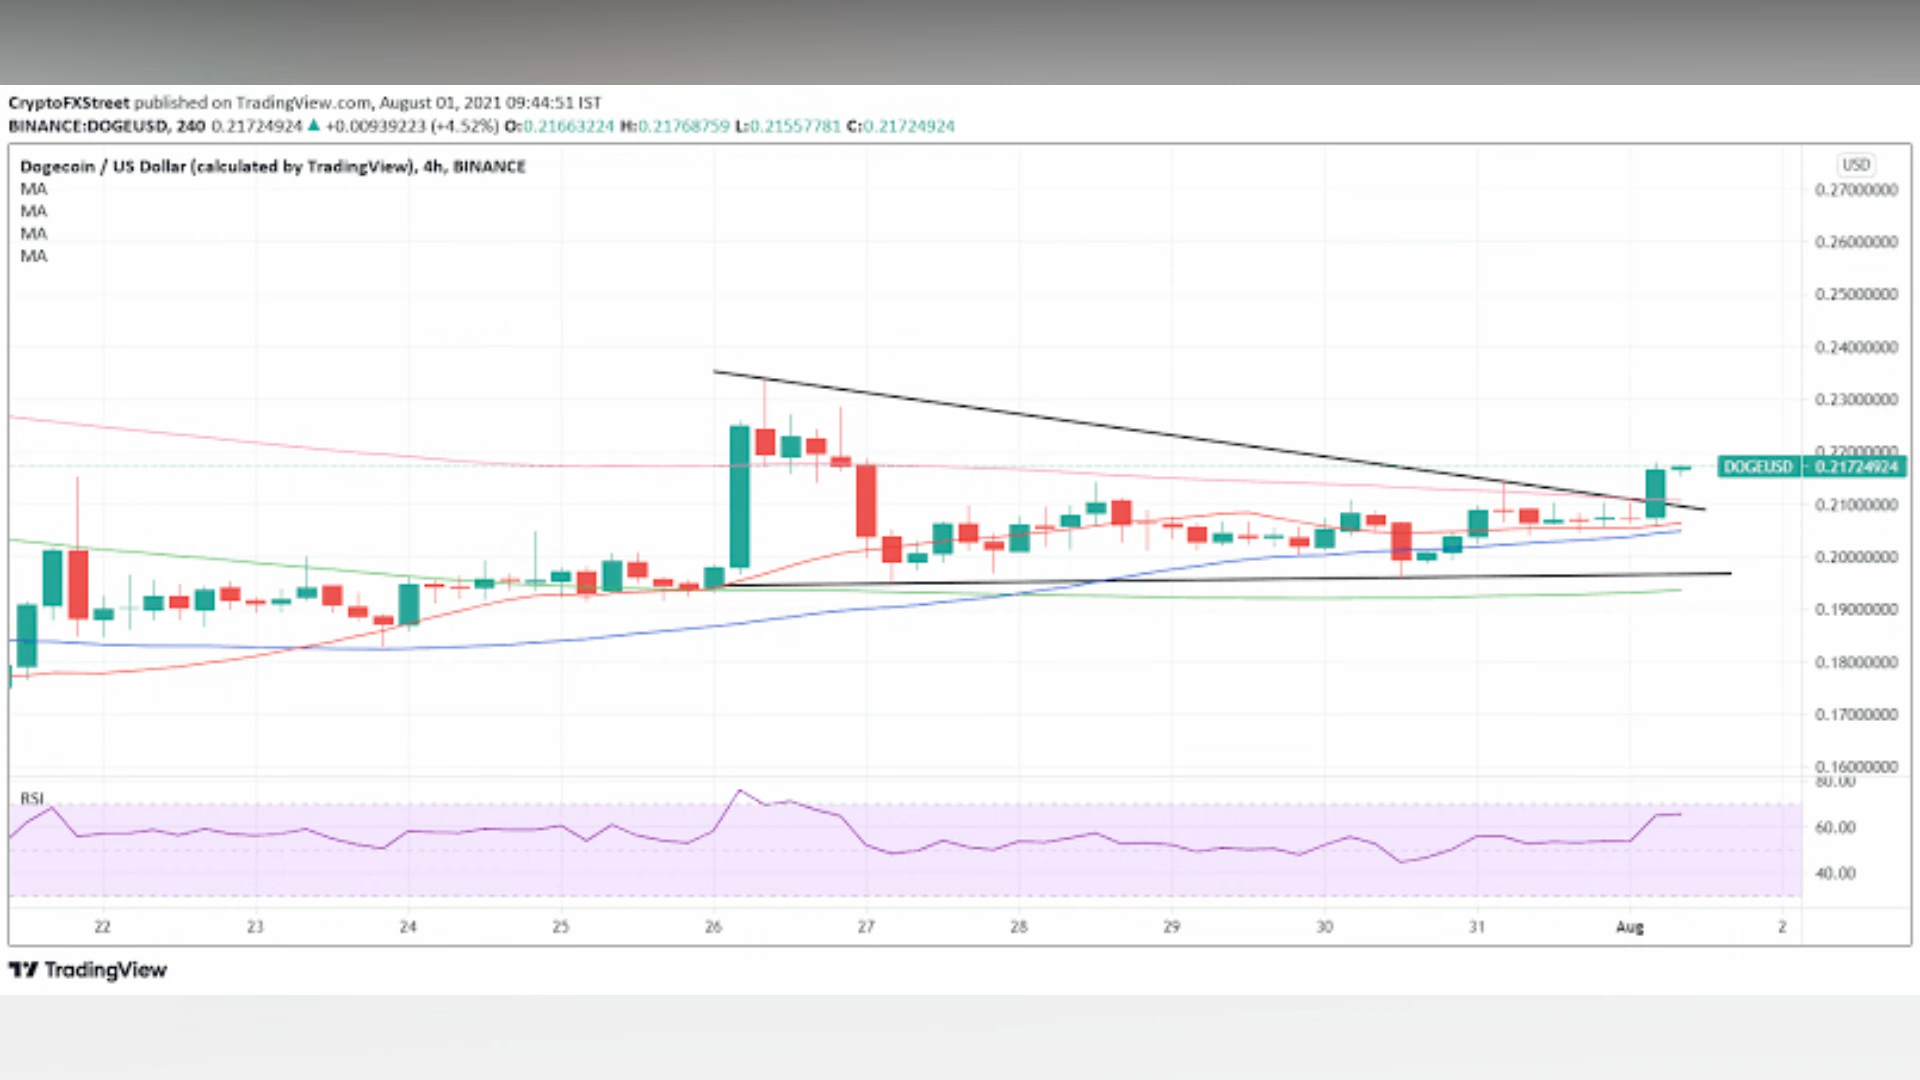 CryptoFXStreet published on TradingView.com, August 01, 2021 09:44:51 IST
BINANCE:DOGEUSD, 240 0.21724924 ▲ +0.00939223 (+4.52%) O:0.21663224 H:0.21768759 L:0.21557781 C:0.21724924
Dogecoin / US Dollar (calculated by TradingView), 4h, BINANCE
MA
MA
MA
MA
USD
0.27000000
0.26000000
0.25000000
0.24000000
0.23000000
0.22000000
DOGEUSD 0.21724924
0.21000000
0.20000000
0.19000000
0.18000000
0.17000000
0.16000000
80.00
RSI
60.00
40.00
22 23 24 25 26 27 28 29 30 31 Aug 2
TradingView